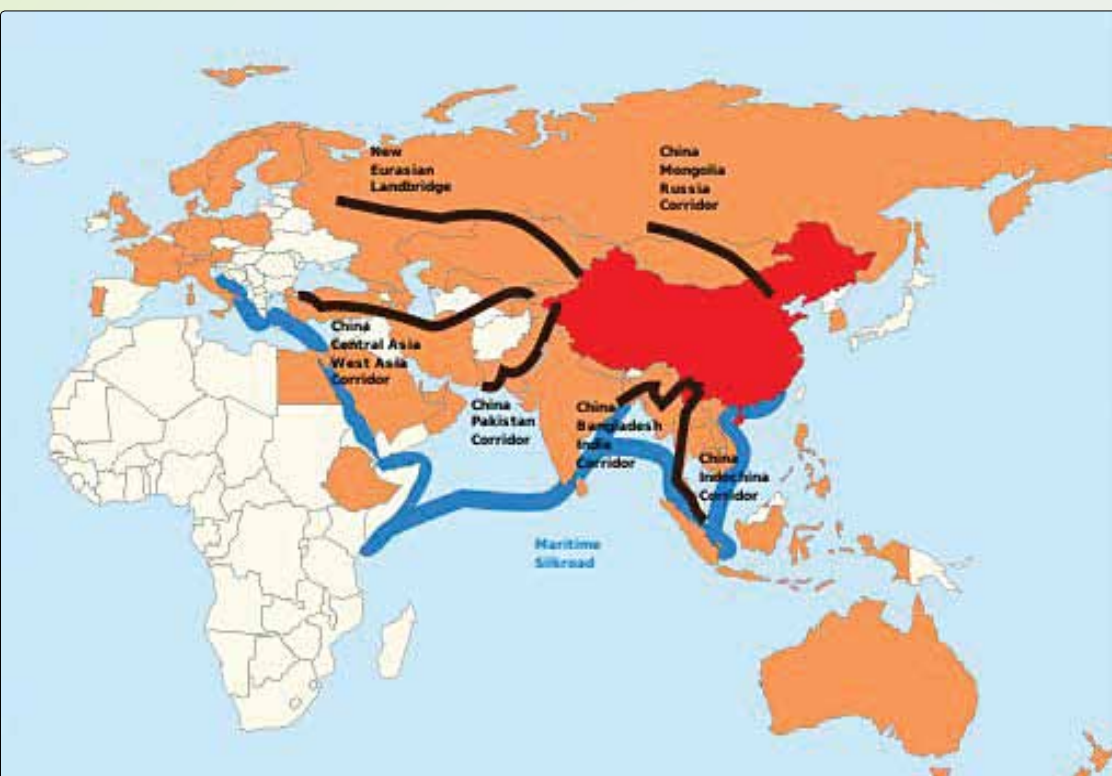 New
Eurasian
Landbridge
China
Mongolia
Russia
Corridor
China
Central Asia
West Asia
Corridor
China
Pakistan
Corridor
China
Bangladesh
India
Corridor
China
Indochina
Corridor
Maritime
Silkroad